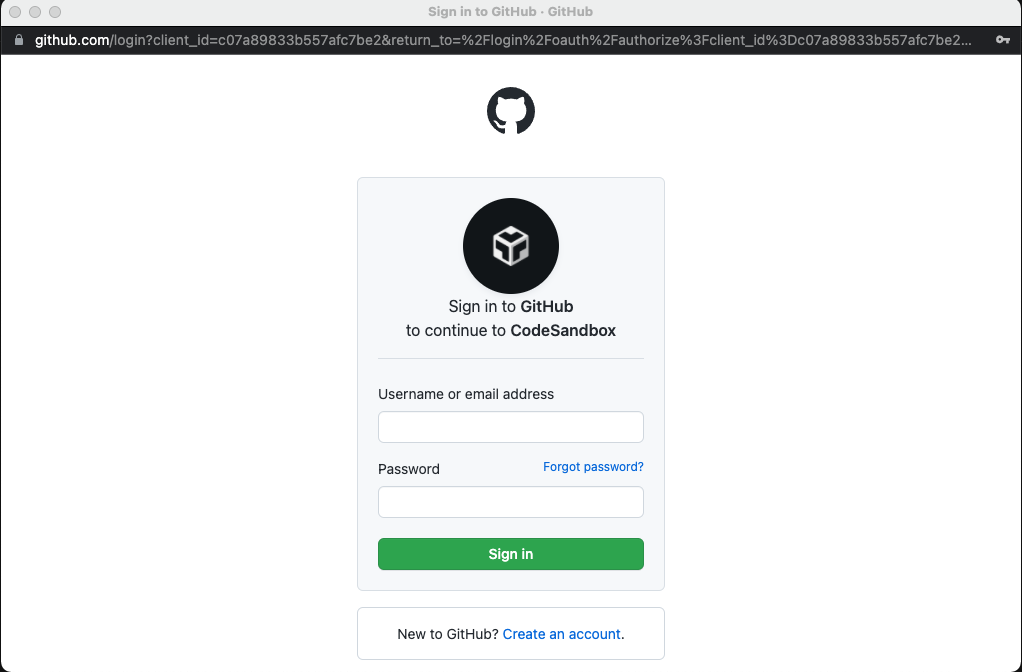 Sign in to GitHub · GitHub
github.com/login?client_id=c07a89833b557afc7be2&return_to=%2Flogin%2Foauth%2Fauthorize%3Fclient_id%3Dc07a89833b557afc7be2...
Sign in to GitHub
to continue to CodeSandbox
Username or email address
Password Forgot password?
Sign in
New to GitHub? Create an account.